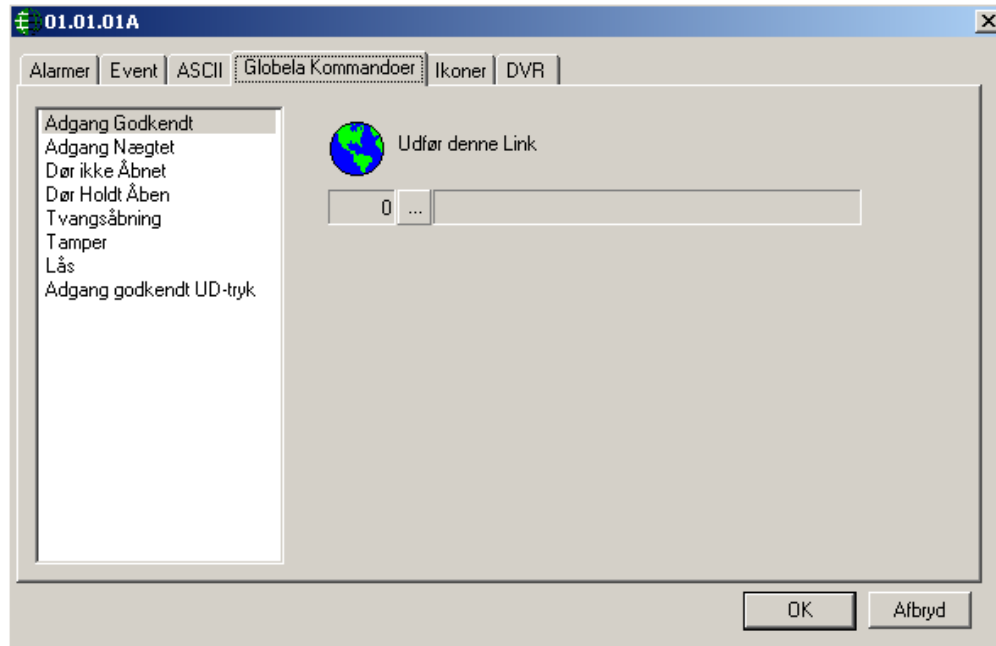 01.01.01A
Alarmer Event ASCII Globela Kommandoer Ikoner DVR
Adgang Godkendt
Adgang Nægtet
Dør ikke Åbnet
Dør Holdt Åben
Tvangsåbning
Tamper
Lås
Adgang godkendt UD-tryk
Udfør denne Link
0 ...
OK Afbryd